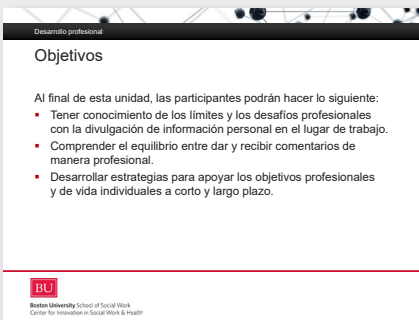 Desarrollo profesional
Objetivos
Al final de esta unidad, las participantes podrán hacer lo siguiente:
▪ Tener conocimiento de los límites y los desafíos profesionales
con la divulgación de información personal en el lugar de trabajo.
▪ Comprender el equilibrio entre dar y recibir comentarios de
manera profesional.
▪ Desarrollar estrategias para apoyar los objetivos profesionales
y de vida individuales a corto y largo plazo.
BU
Boston University School of Social Work
Center for Innovation in Social Work & Health